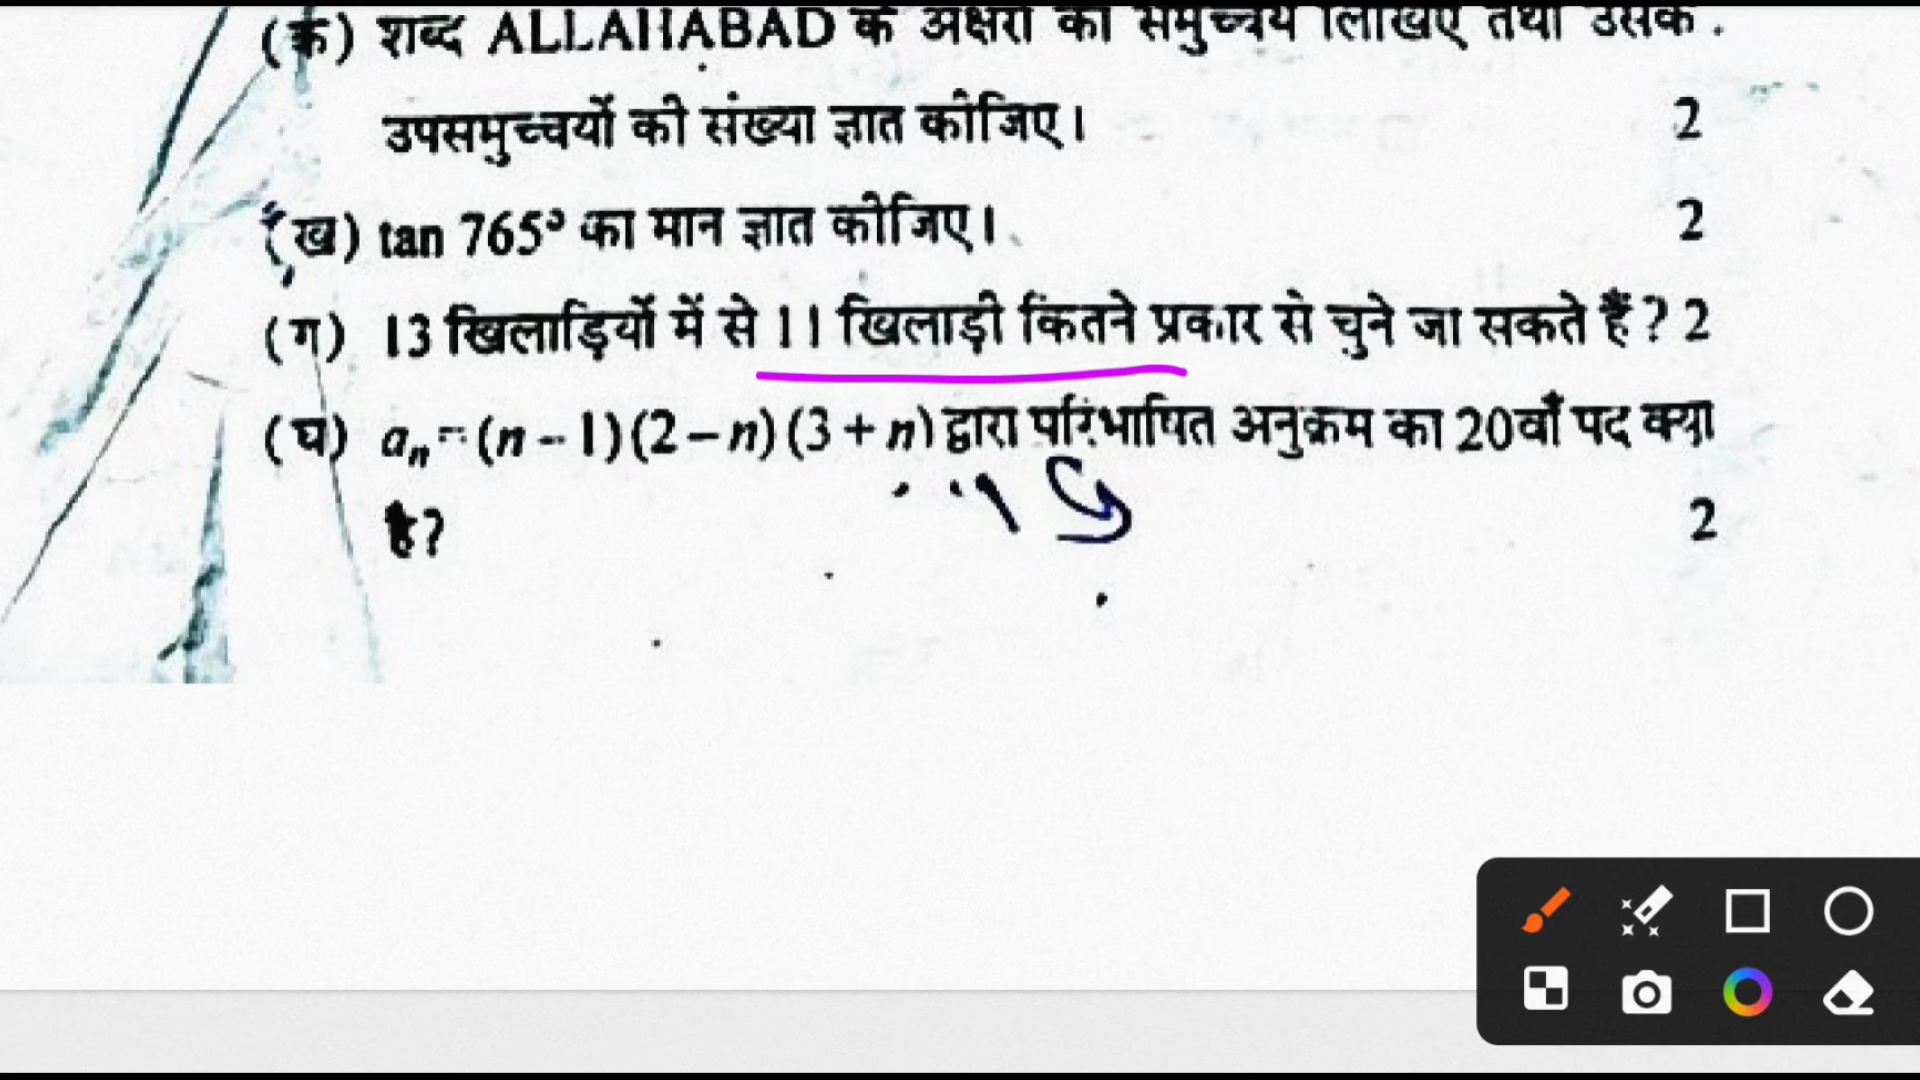 (क) शब्द ALLAHABAD के अक्षरों का समुच्चय लिखिए तथा उसके
उपसमुच्चयों की संख्या ज्ञात कीजिए। 2
(ख) tan 765° का मान ज्ञात कीजिए। 2
(ग) 13 खिलाड़ियों में से 11 खिलाड़ी कितने प्रकार से चुने जा सकते हैं? 2
(घ) aₙ = (n – 1) (2 – n) (3 + n) द्वारा परिभाषित अनुक्रम का 20वाँ पद क्या
है? 2